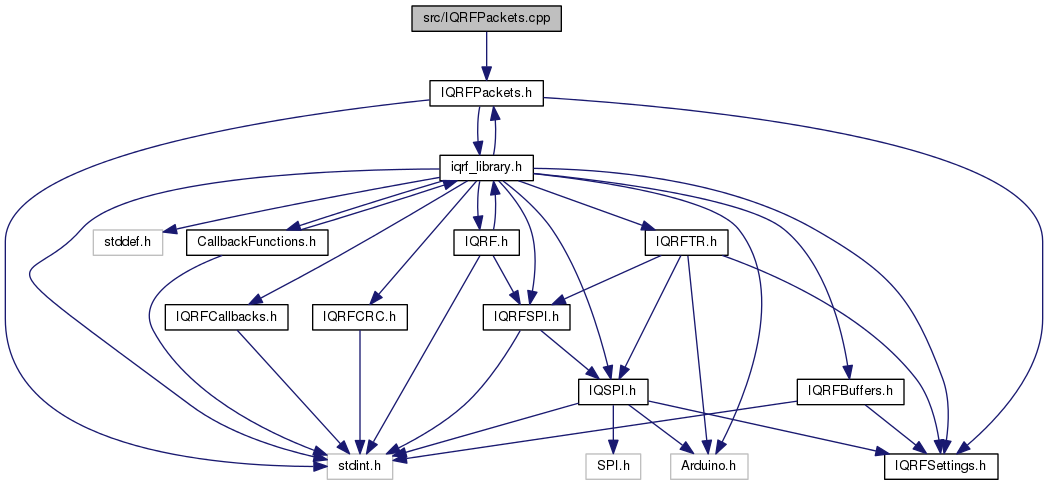 src/IQRFPackets.cpp
IQRFPackets.h
iqrf_library.h
stddef.h
CallbackFunctions.h
IQRF.h
IQRFTR.h
IQRFCallbacks.h
IQRFCRC.h
IQRFSPI.h
IQSPI.h
IQRFBuffers.h
stdint.h
SPI.h
Arduino.h
IQRFSettings.h